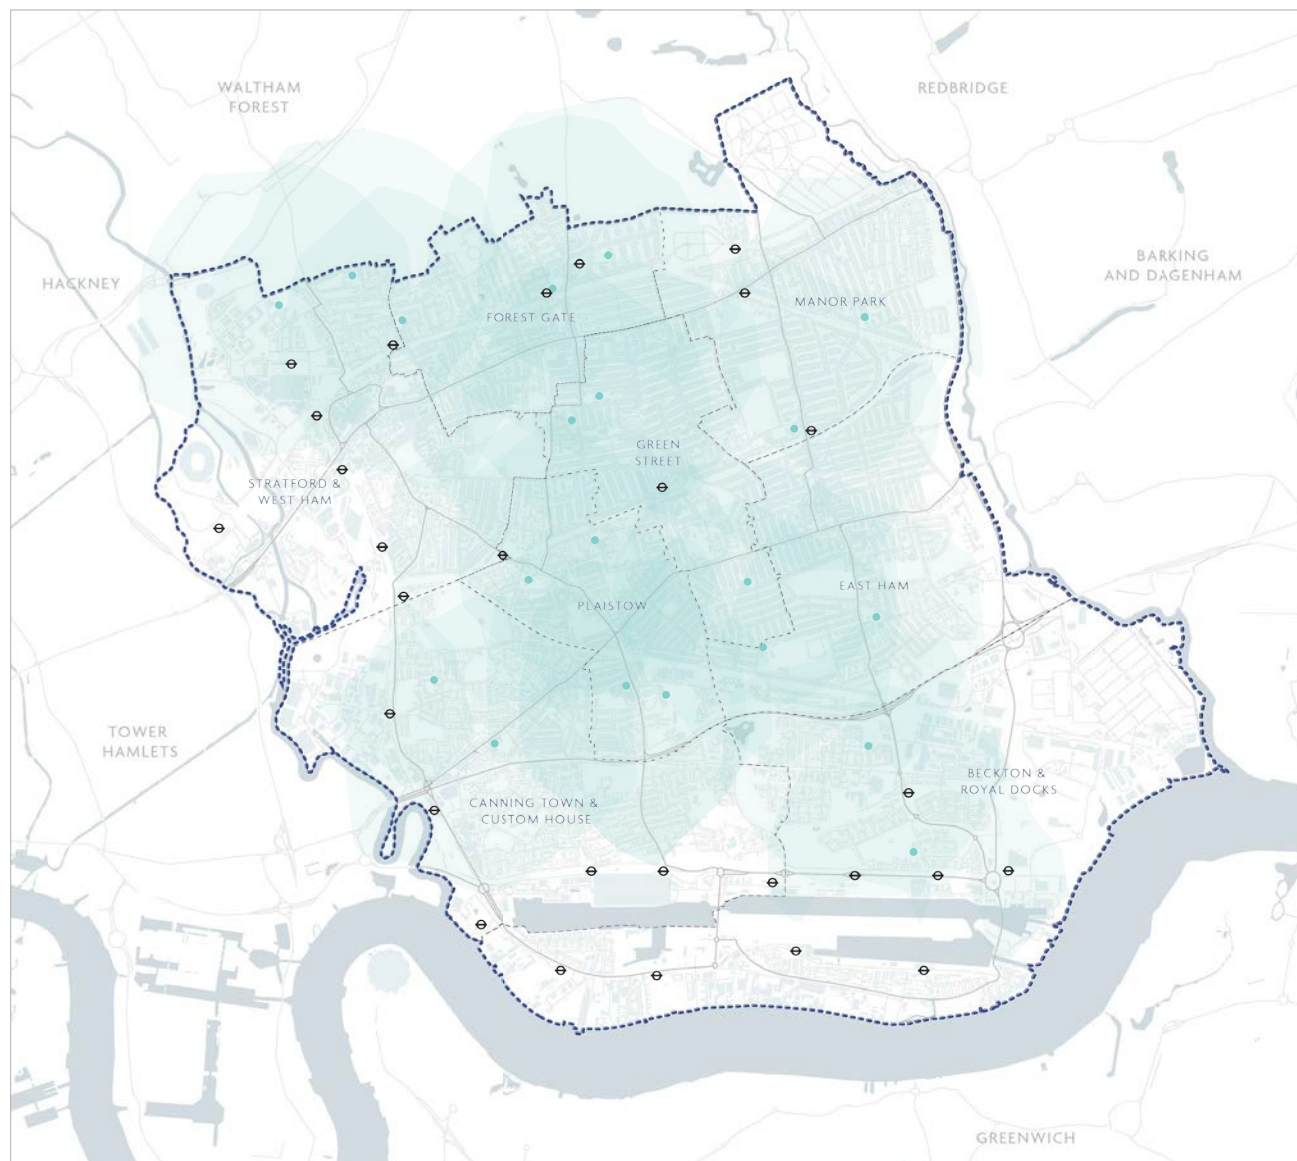 WALTHAM
FOREST
REDBRIDGE
HACKNEY
BARKING
AND DAGENHAM
MANOR PARK
FOREST GATE
GREEN
STREET
STRATFORD &
WEST HAM
EAST HAM
PLAISTOW
TOWER
HAMLETS
BECKTON &
ROYAL DOCKS
CANNING TOWN &
CUSTOM HOUSE
GREENWICH